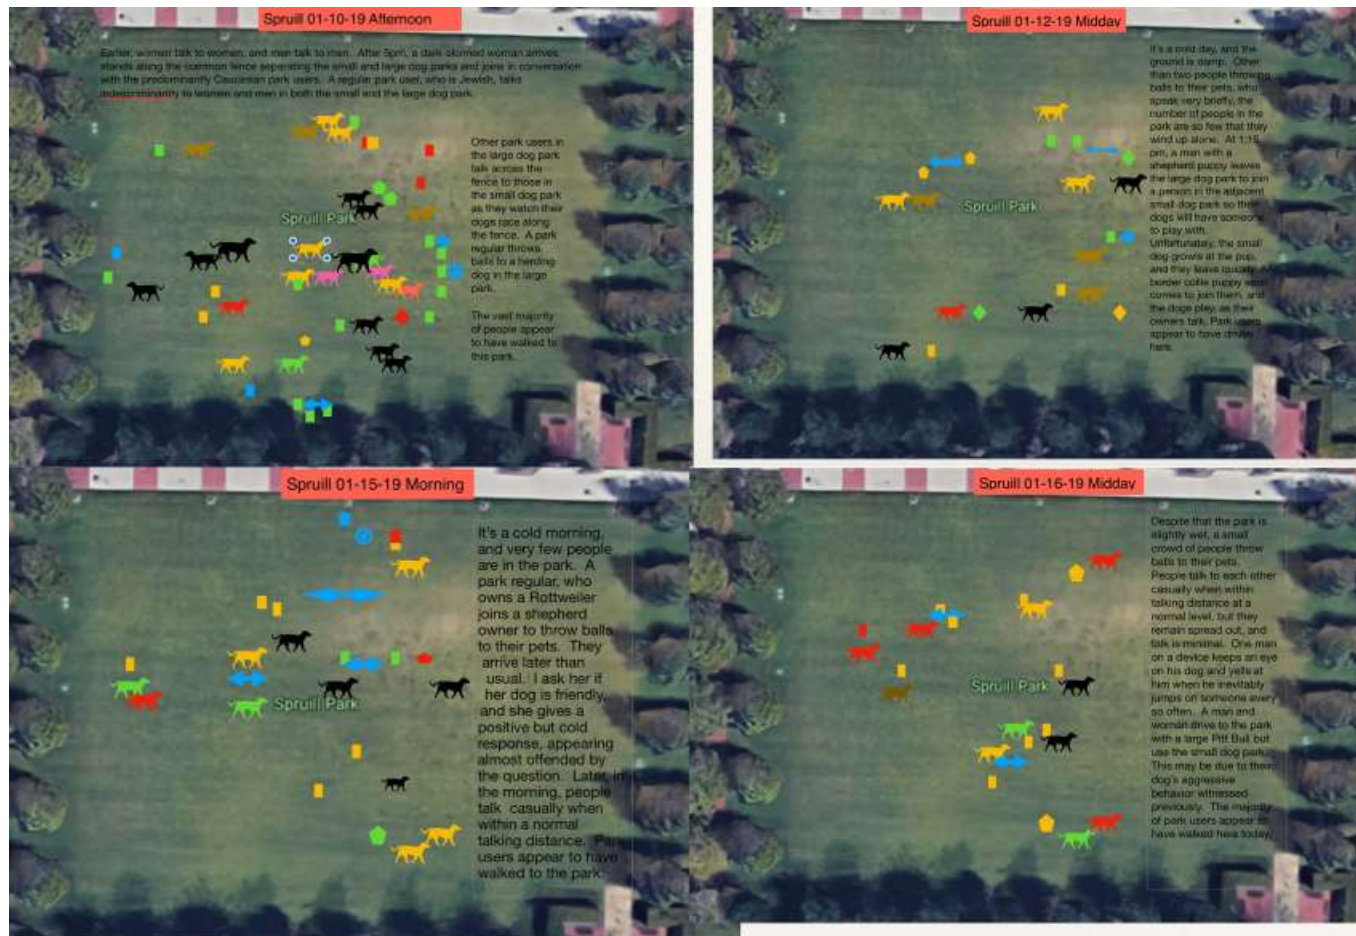 Spruill 01-10-19 Afternoon
Earlier, women talk to women, and men talk to men. After 5pm, a dark skinned woman arrives
stands along the common fence seperating the small and large dog parks and joins in conversation
with the predominantly Caucasian park users. A regular park user, who is Jewish, talks
predominantly to women and men in both the small and the large dog park.
Other park users in
the large dog park
talk across the
fence to those in
the small dog park
as they watch their
dogs race along
the fence. A park
regular throws
balls to a herding
dog in the large
park.
The vast majority
of people appear
to have walked to
this park.
Spruill Park
Spruill 01-12-19 Midday
It's a cold day, and the
ground is damp. Other
than two people throwing
balls to their pets, who
speak very briefly, the
number of people in the
park are so few that they
wind up alone. At 1:15
pm, a man with a
shepherd puppy leaves
the large dog park to join
a person in the adjacent
small dog park so their
dogs will have someone
to play with.
Unfortunately, the small
dog growls at the pup,
and they leave quickly. A
border collie puppy
comes to join them, and
the dogs play, as their
owners talk. Park users
appear to have driven
here.
Spruill Park
Spruill 01-15-19 Morning
It's a cold morning,
and very few people
are in the park. A
park regular, who
owns a Rottweiler
joins a shepherd
owner to throw balls
to their pets. They
arrive later than
usual. I ask her if
her dog is friendly,
and she gives a
positive but cold
response, appearing
almost offended by
the question. Later, in
the morning, people
talk casually when
within a normal
talking distance. Park
users appear to have
walked to the park.
Spruill Park
Spruill 01-16-19 Midday
Despite that the park is
slightly wet, a small
crowd of people throw
balls to their pets.
People talk to each other
casually when within
talking distance at a
normal level, but they
remain spread out, and
talk is minimal. One man
on a device keeps an eye
on his dog and yells at
him when he inevitably
jumps on someone every
so often. A man and
woman drive to the park
with a large Pitt Bull but
use the small dog park.
This may be due to their
dog's aggressive
behavior witnessed
previously. The majority
of park users appear to
have walked here today.
Spruill Park